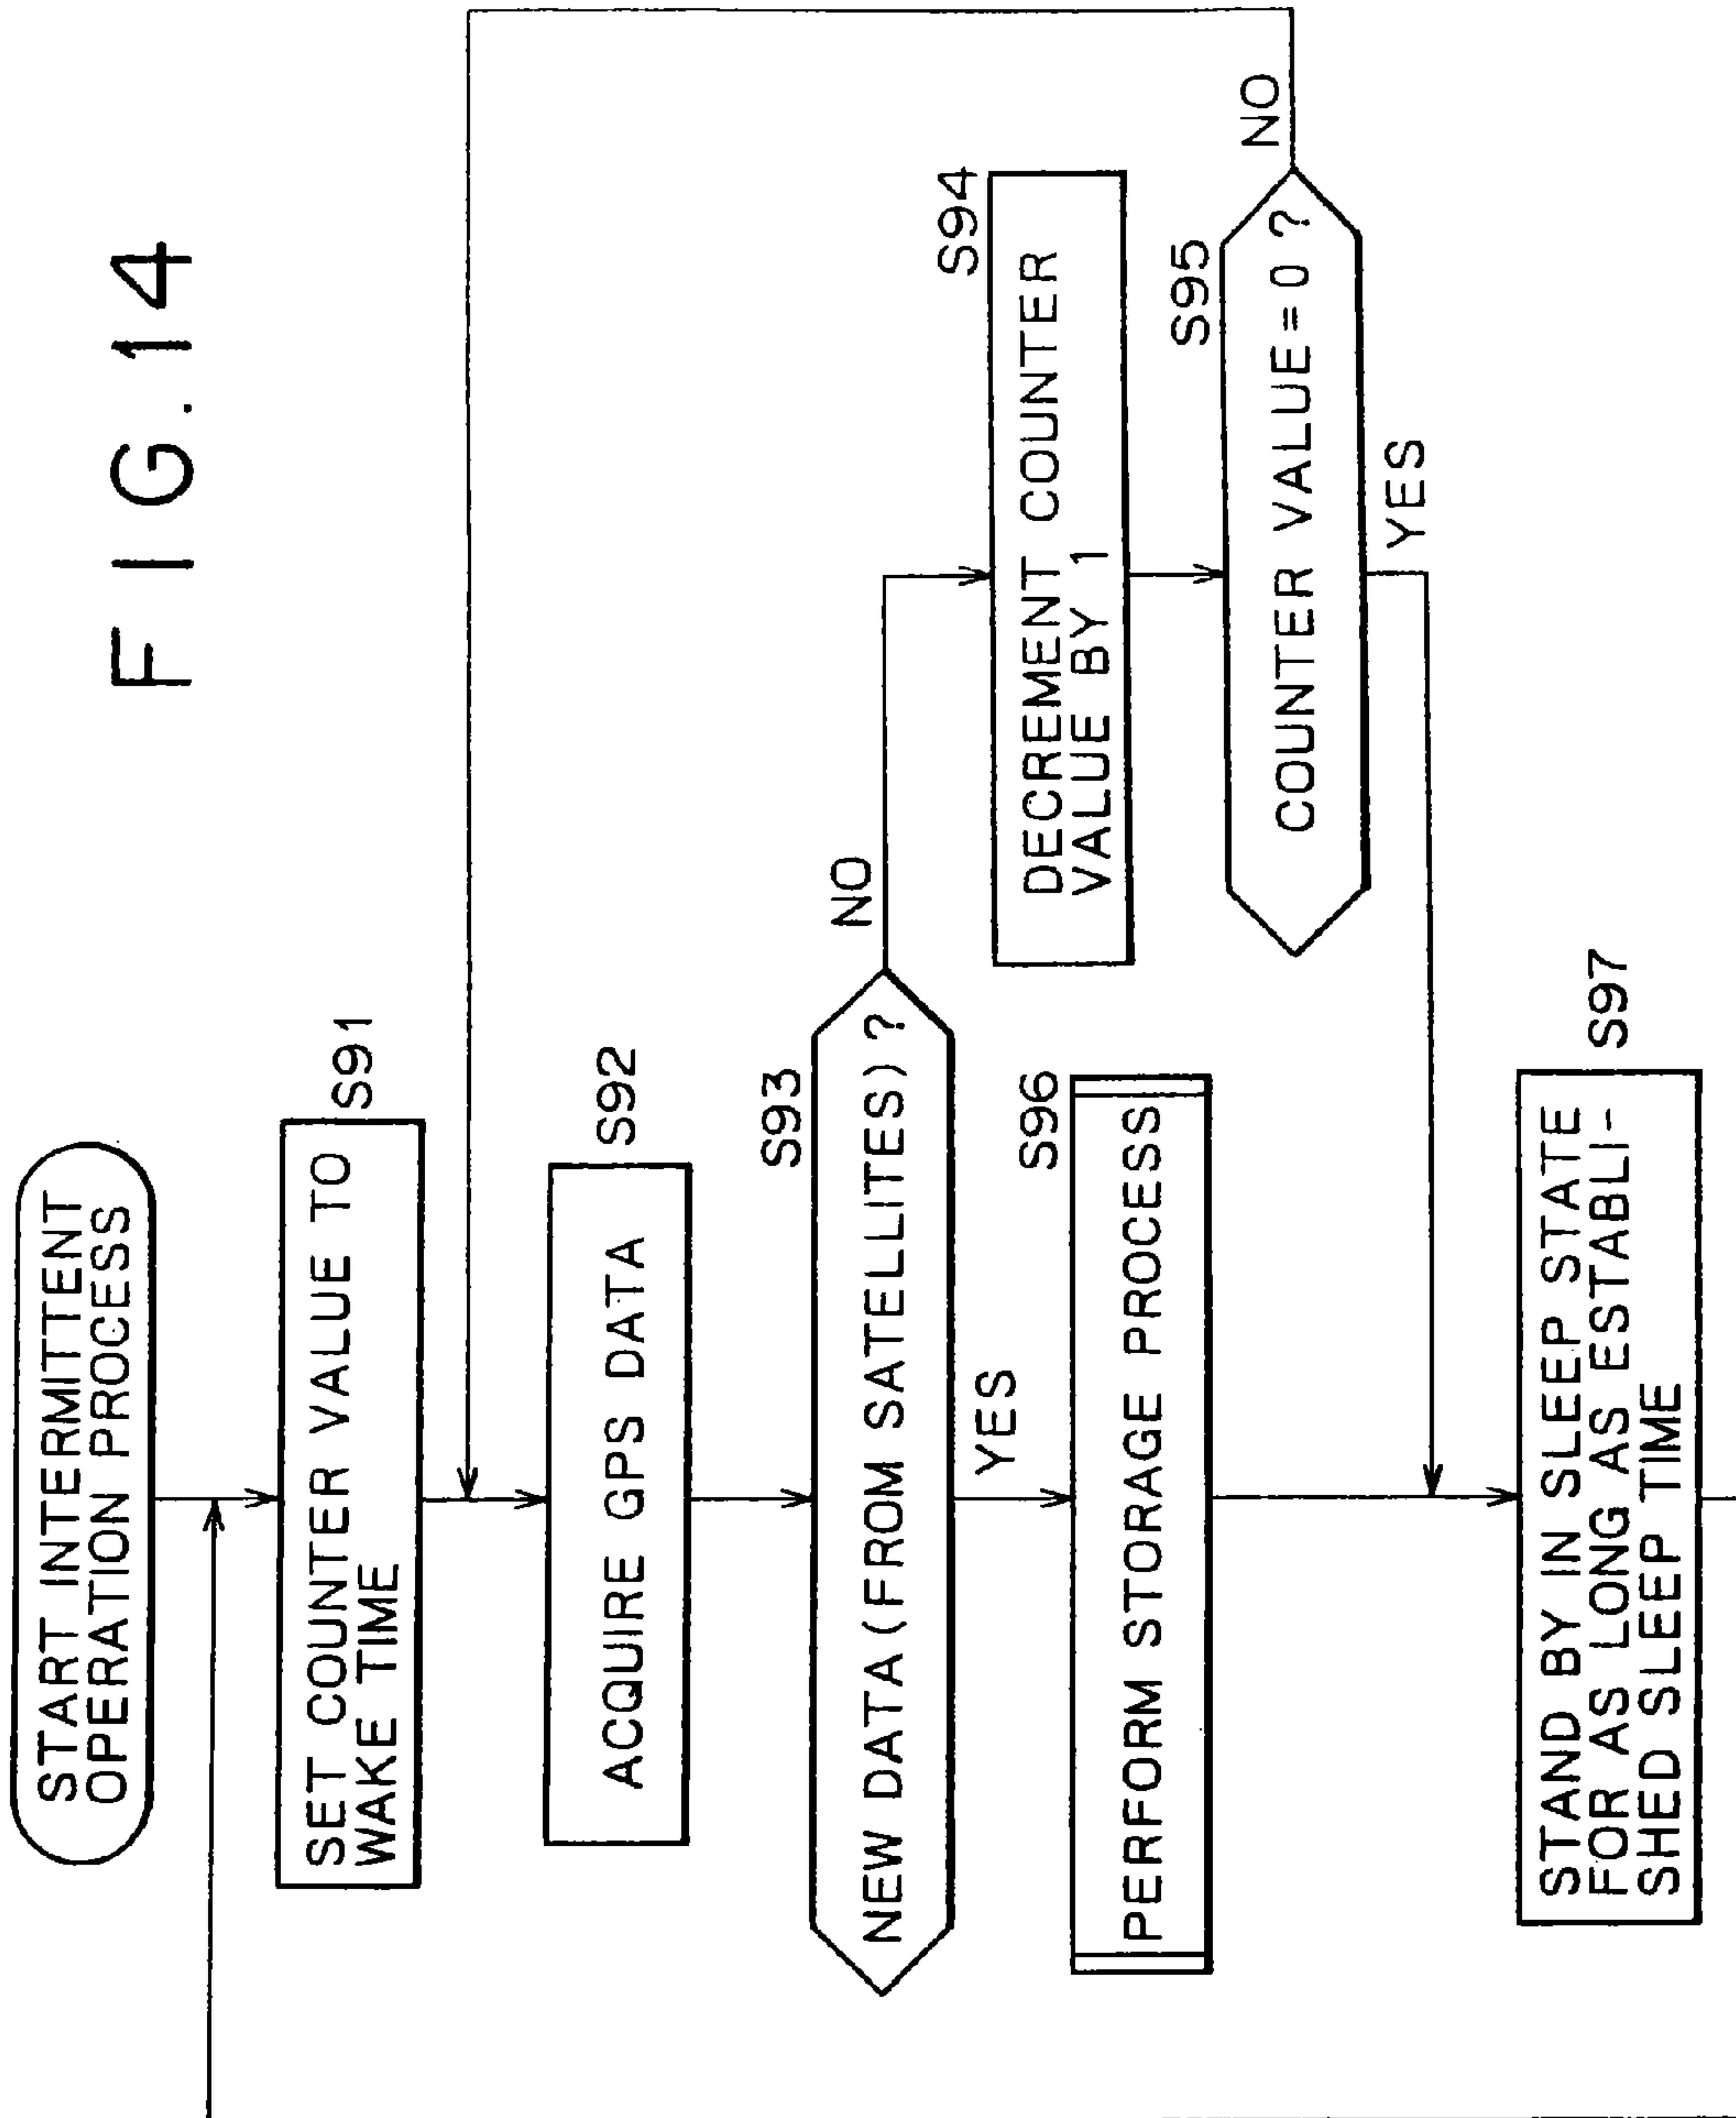 FIG.14
START INTERMITTENT
OPERATION PROCESS
SET COUNTER VALUE TO
WAKE TIME
S91
ACQUIRE GPS DATA
S92
NEW DATA (FROM SATELLITES) ?
S93
NO
YES
DECREMENT COUNTER
VALUE BY 1
S94
COUNTER VALUE = 0 ?
S95
NO
YES
PERFORM STORAGE PROCESS
S96
STAND BY IN SLEEP STATE
FOR AS LONG AS ESTABLI-
SHED SLEEP TIME
S97